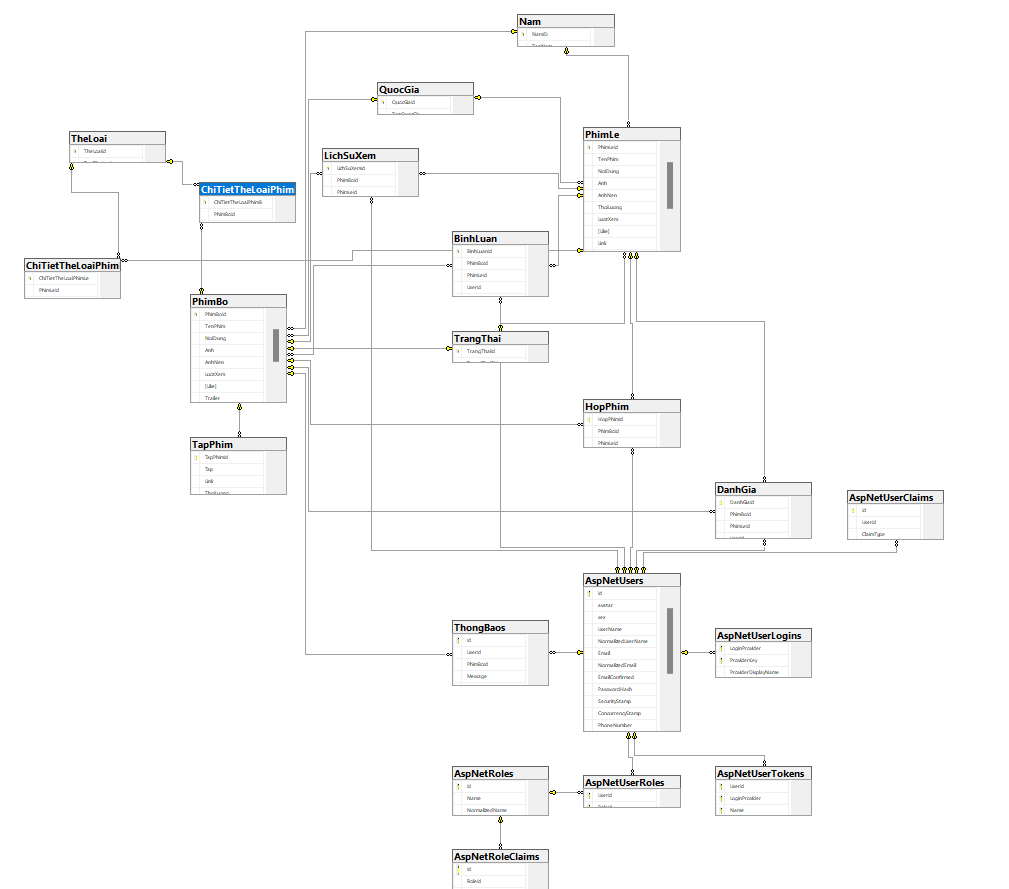 Nam
NamID
QuocGia
QuocGiaId
TheLoai
TheLoaiId
LichSuXem
LichSuXemId
PhimBoId
PhimLeId
PhimLe
PhimLeId
TenPhim
NoiDung
Anh
AnhNen
ThoiLuong
LuotXem
[Like]
Link
ChiTietTheLoaiPhim
ChiTietTheLoaiPhimB
PhimBoId
BinhLuan
BinhLuanId
PhimBoId
PhimLeId
UserId
ChiTietTheLoaiPhim
ChiTietTheLoaiPhimLe
PhimLeId
PhimBo
PhimBoId
TenPhim
NoiDung
Anh
AnhNen
LuotXem
[Like]
Trailer
TrangThai
TrangThaiId
HopPhim
HopPhimId
PhimBoId
PhimLeId
TapPhim
TapPhimId
Tap
Link
ThoiLuong
DanhGia
DanhGiaId
PhimBoId
PhimLeId
UserId
AspNetUserClaims
Id
UserId
ClaimType
AspNetUsers
Id
avatar
sex
UserName
NormalizedUserName
Email
NormalizedEmail
EmailConfirmed
PasswordHash
SecurityStamp
ConcurrencyStamp
PhoneNumber
ThongBaos
Id
UserId
PhimBoId
Message
AspNetUserLogins
LoginProvider
ProviderKey
ProviderDisplayName
AspNetRoles
Id
Name
NormalizedName
AspNetUserRoles
UserId
RoleId
AspNetUserTokens
UserId
LoginProvider
Name
AspNetRoleClaims
Id
RoleId